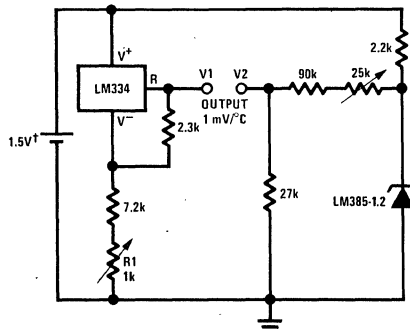 V+
LM334
R
V−
V1
V2
OUTPUT
1 mV/°C
2.3k
90k
25k
2.2k
1.5V†
7.2k
R1
1k
27k
LM385-1.2